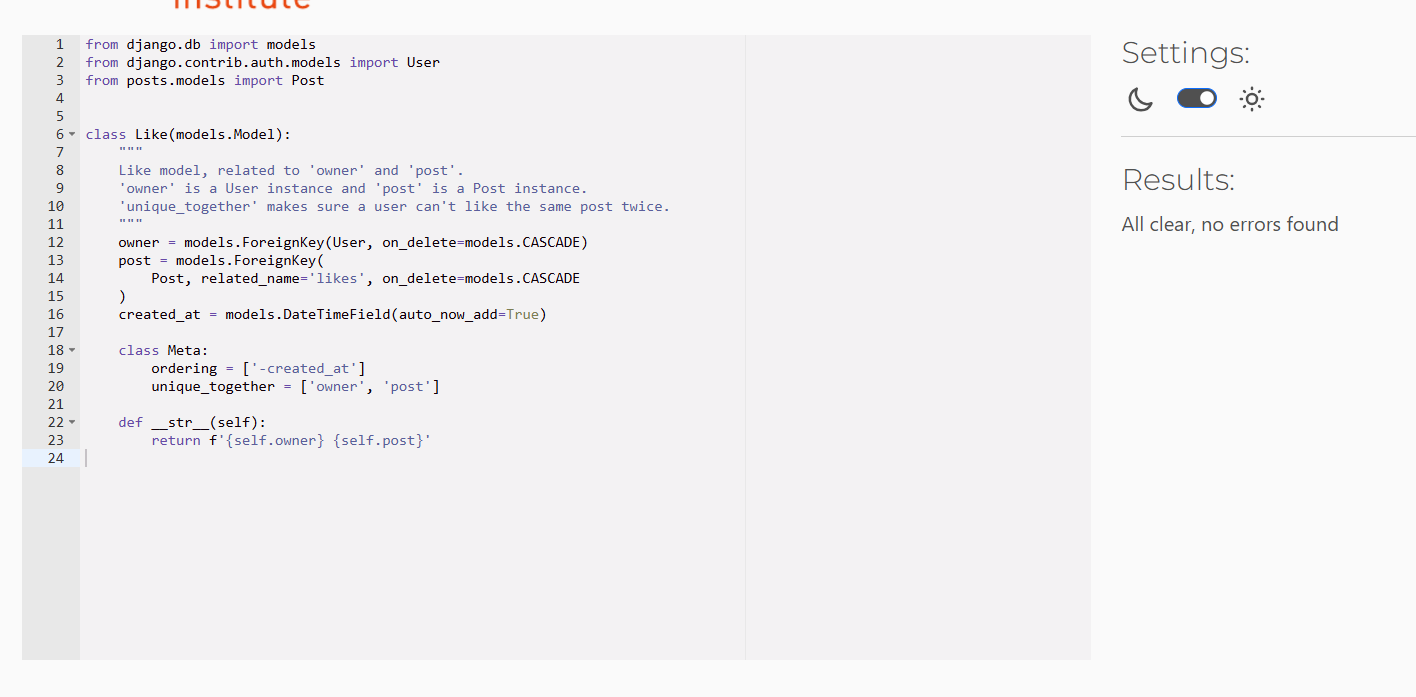 institute
1 from django.db import models
2 from django.contrib.auth.models import User
3 from posts.models import Post
4
5
6 class Like(models.Model):
7     """
8     Like model, related to 'owner' and 'post'.
9     'owner' is a User instance and 'post' is a Post instance.
10     'unique_together' makes sure a user can't like the same post twice.
11     """
12     owner = models.ForeignKey(User, on_delete=models.CASCADE)
13     post = models.ForeignKey(
14         Post, related_name='likes', on_delete=models.CASCADE
15     )
16     created_at = models.DateTimeField(auto_now_add=True)
17
18     class Meta:
19         ordering = ['-created_at']
20         unique_together = ['owner', 'post']
21
22     def __str__(self):
23         return f'{self.owner} {self.post}'
24
Settings:
Results:
All clear, no errors found